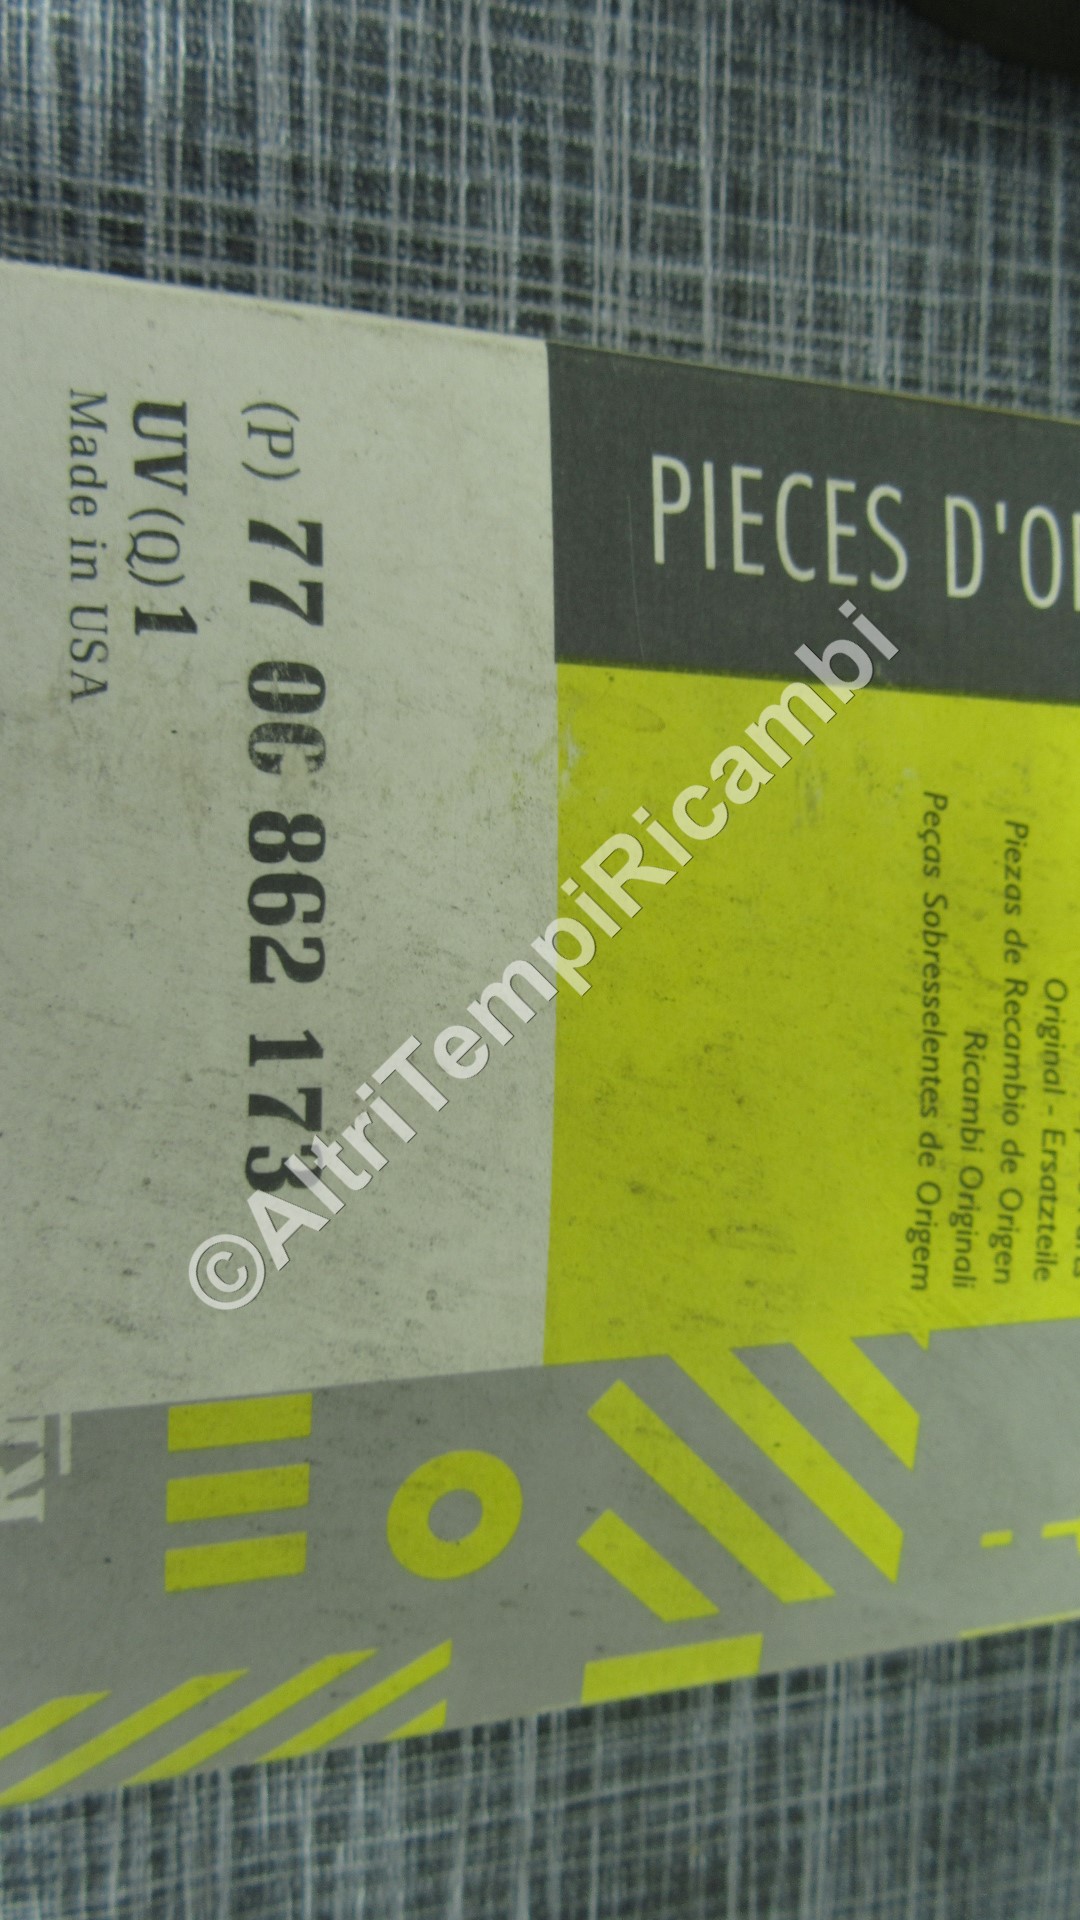 PIECES D'O
Original - Ersatzteile
Piezas de Recambio de Origen
Ricambi Originali
Peças Sobresselentes de Origem
(P) 77 0C 862 173
UV (Q) 1
Made in USA
©AltriTempiRicambi